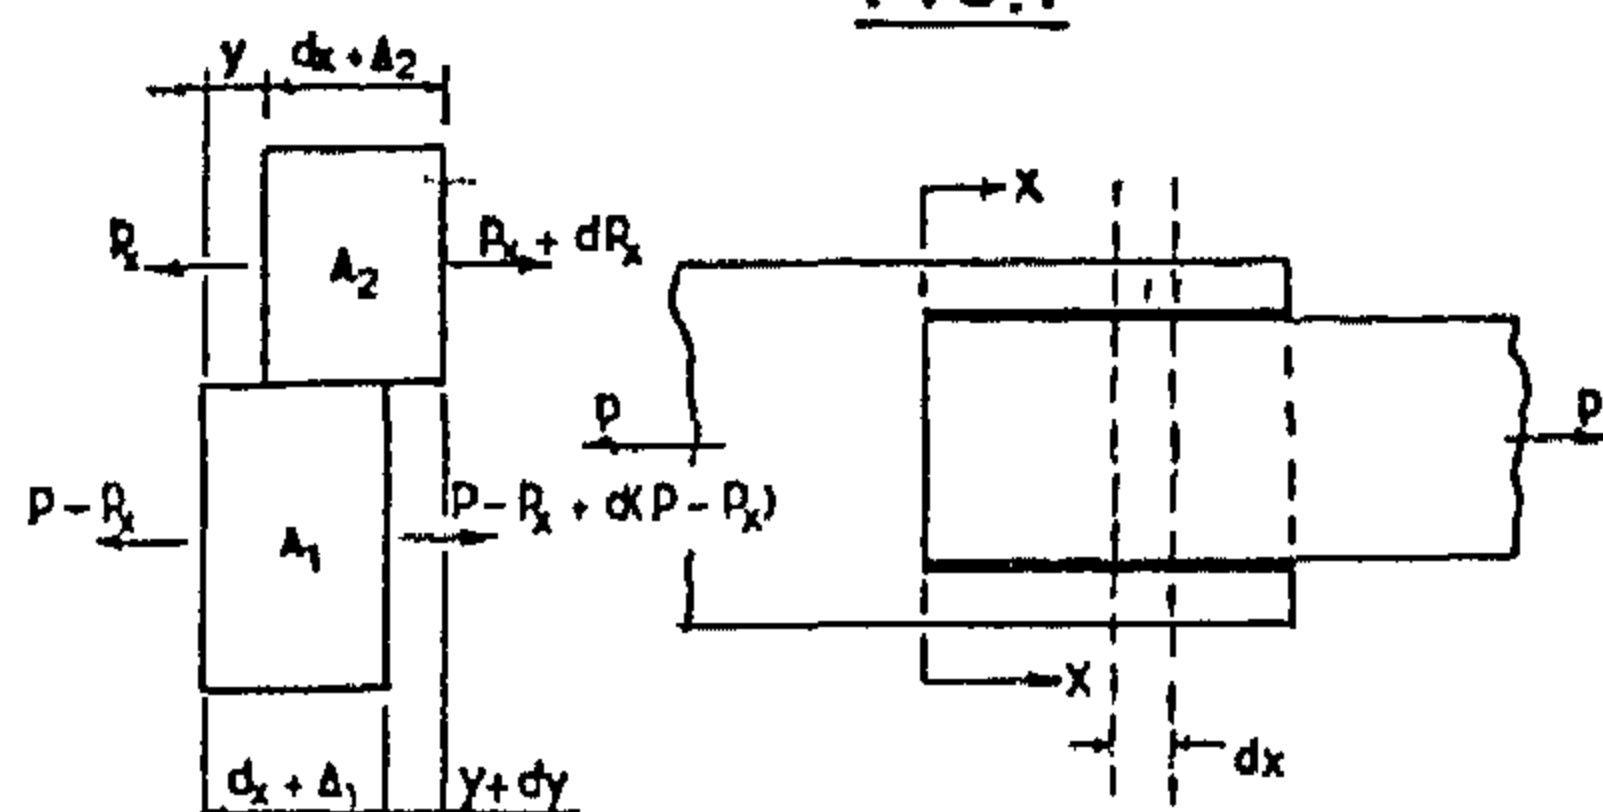 y dx + Δ2
Px Px + dPx
A2
X
P P
P - Px P - Px + d(P - Px)
A1
X
dx
dx + Δ1 y + dy